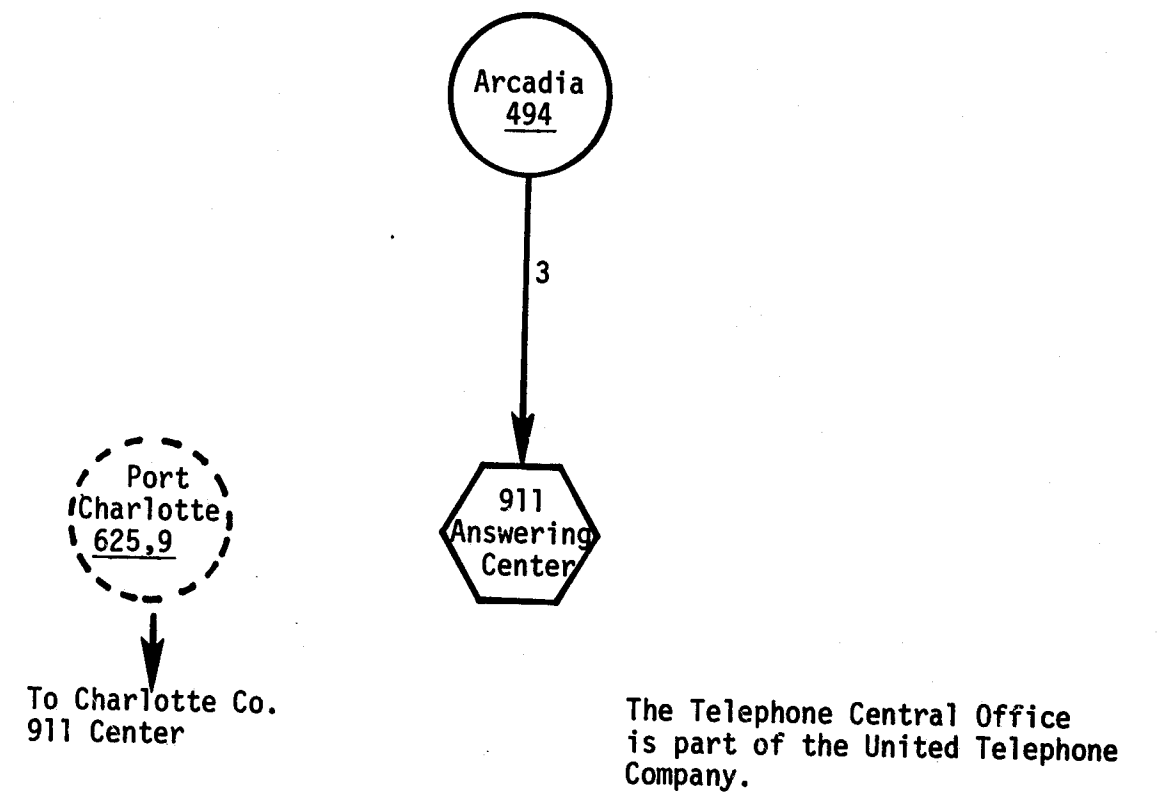 Arcadia
494
3
Port
Charlotte
625,9
911
Answering
Center
To Charlotte Co.
911 Center
The Telephone Central Office
is part of the United Telephone
Company.